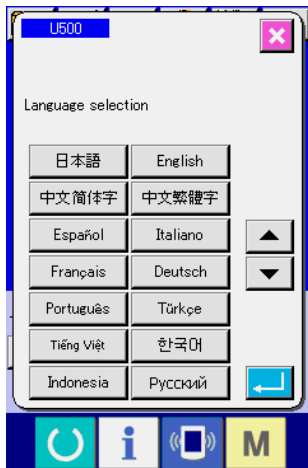 U500
Language selection
日本語 English
中文简体字 中文繁體字
Español Italiano
Français Deutsch
Português Türkçe
Tiếng Việt 한국어
Indonesia Русский
i M